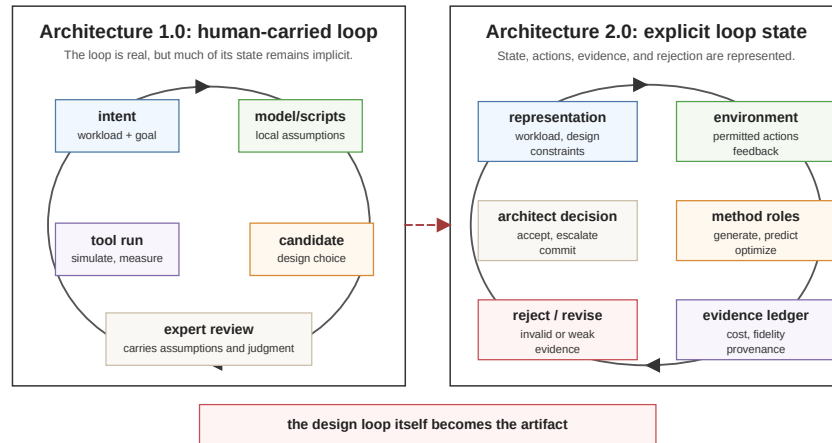 Architecture 1.0: human-carried loop
The loop is real, but much of its state remains implicit.
intent
workload + goal
model/scripts
local assumptions
tool run
simulate, measure
candidate
design choice
expert review
carries assumptions and judgment
Architecture 2.0: explicit loop state
State, actions, evidence, and rejection are represented.
representation
workload, design
constraints
environment
permitted actions
feedback
architect decision
accept, escalate
commit
method roles
generate, predict
optimize
reject / revise
invalid or weak
evidence
evidence ledger
cost, fidelity
provenance
the design loop itself becomes the artifact